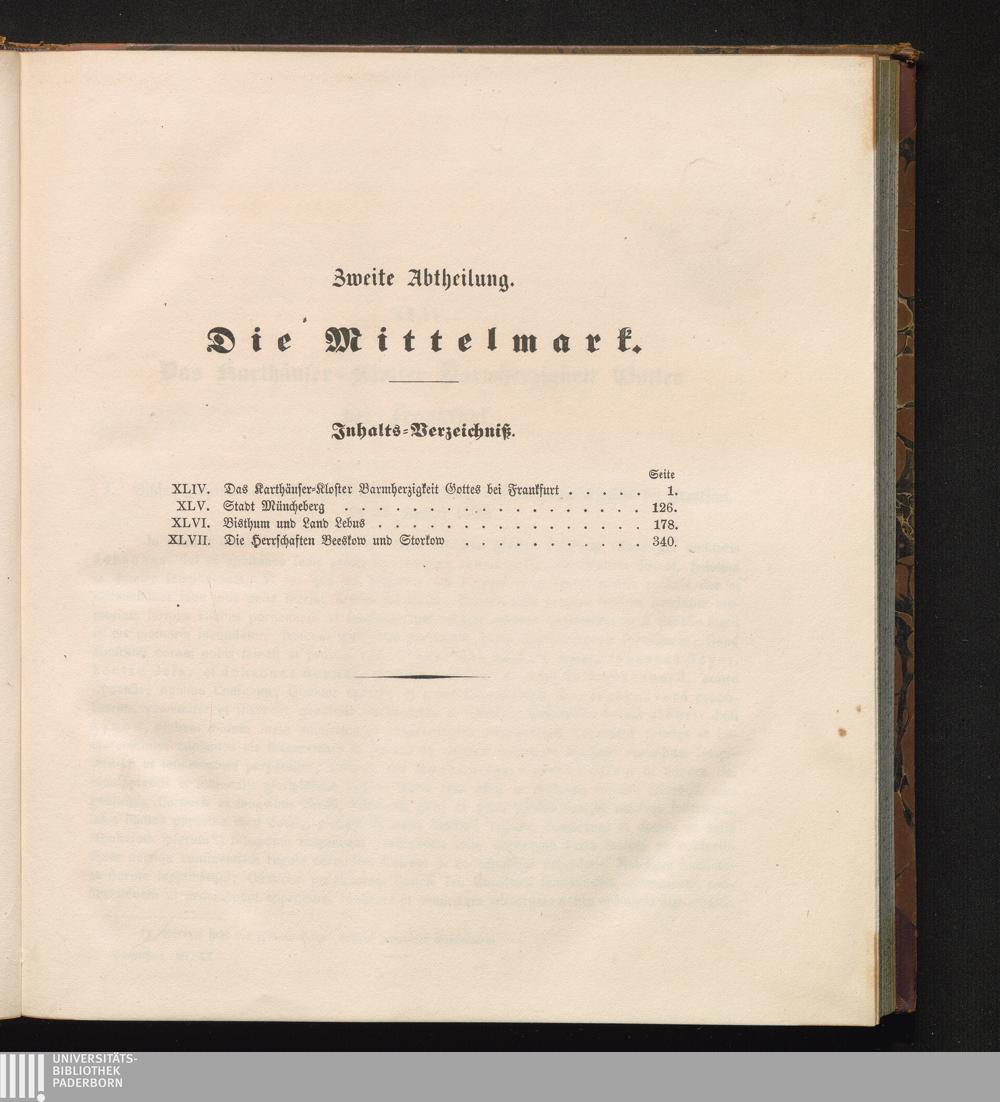 Zweite Abtheilung.
Die Mittelmark.
Inhalts-Verzeichniß.
Seite
XLIV. Das Karthäuser-Kloster Barmherzigkeit Gottes bei Frankfurt . . . . . 1.
XLV. Stadt Müncheberg . . . . . . . . . . . . . . . . . . 126.
XLVI. Bisthum und Land Lebus . . . . . . . . . . . . . . . . 178.
XLVII. Die Herrschaften Beeskow und Storkow . . . . . . . . . . . 340.
UNIVERSITÄTS-
BIBLIOTHEK
PADERBORN